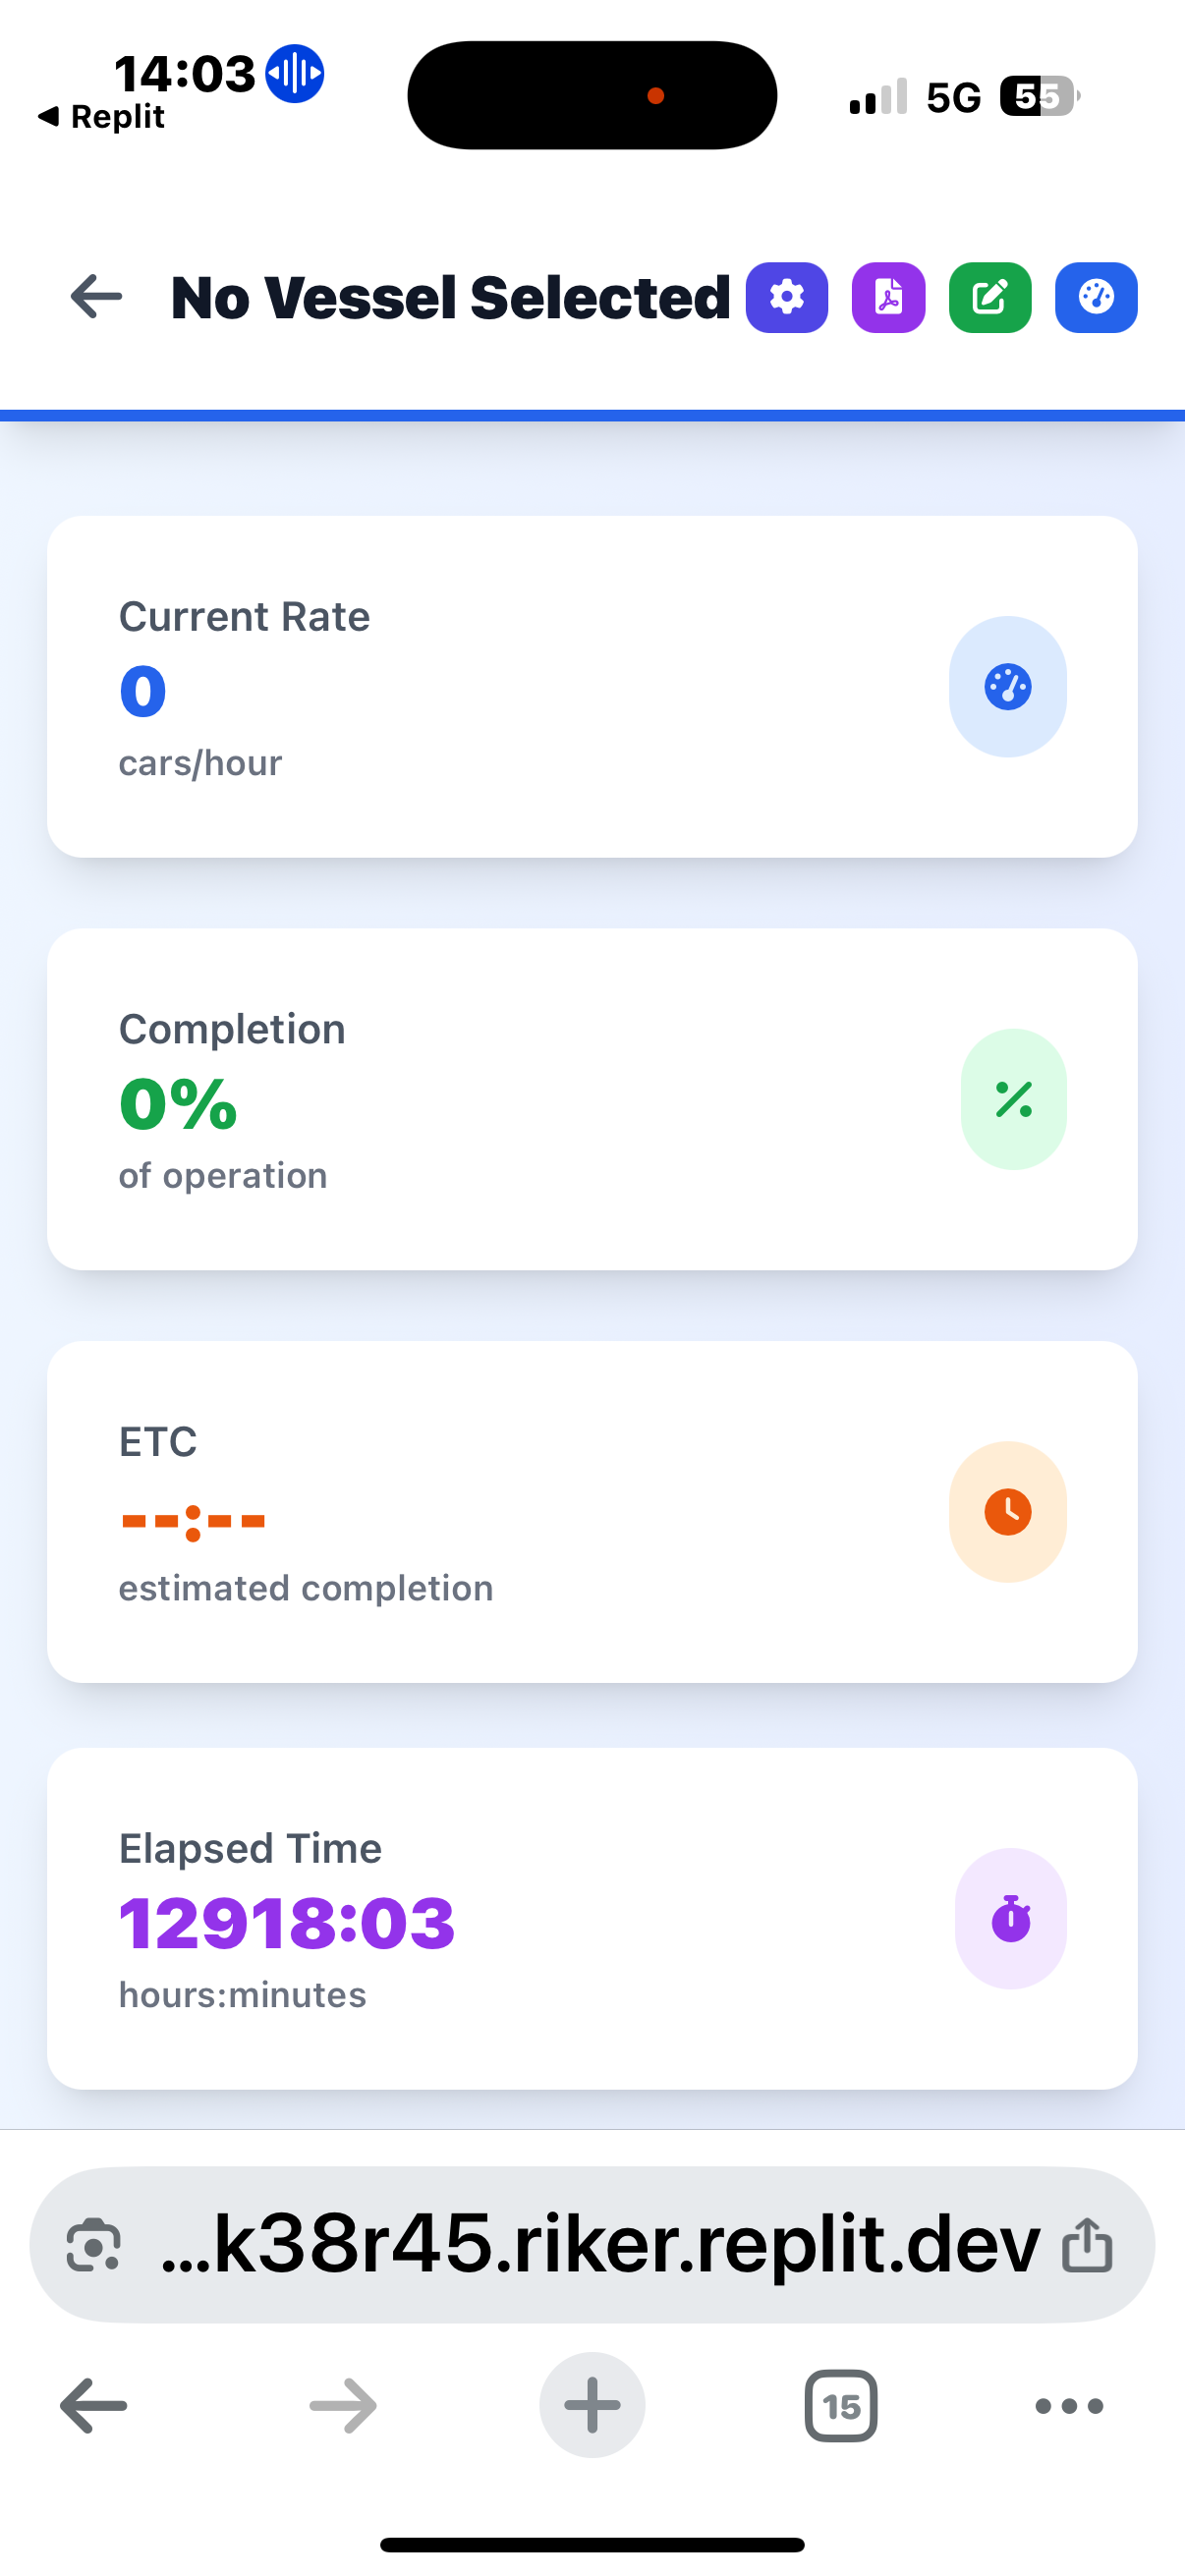 14:03
Replit
5G
55
No Vessel Selected
Current Rate
0
cars/hour
Completion
0%
of operation
ETC
--:--
estimated completion
Elapsed Time
12918:03
hours:minutes
...k38r45.riker.replit.dev
15